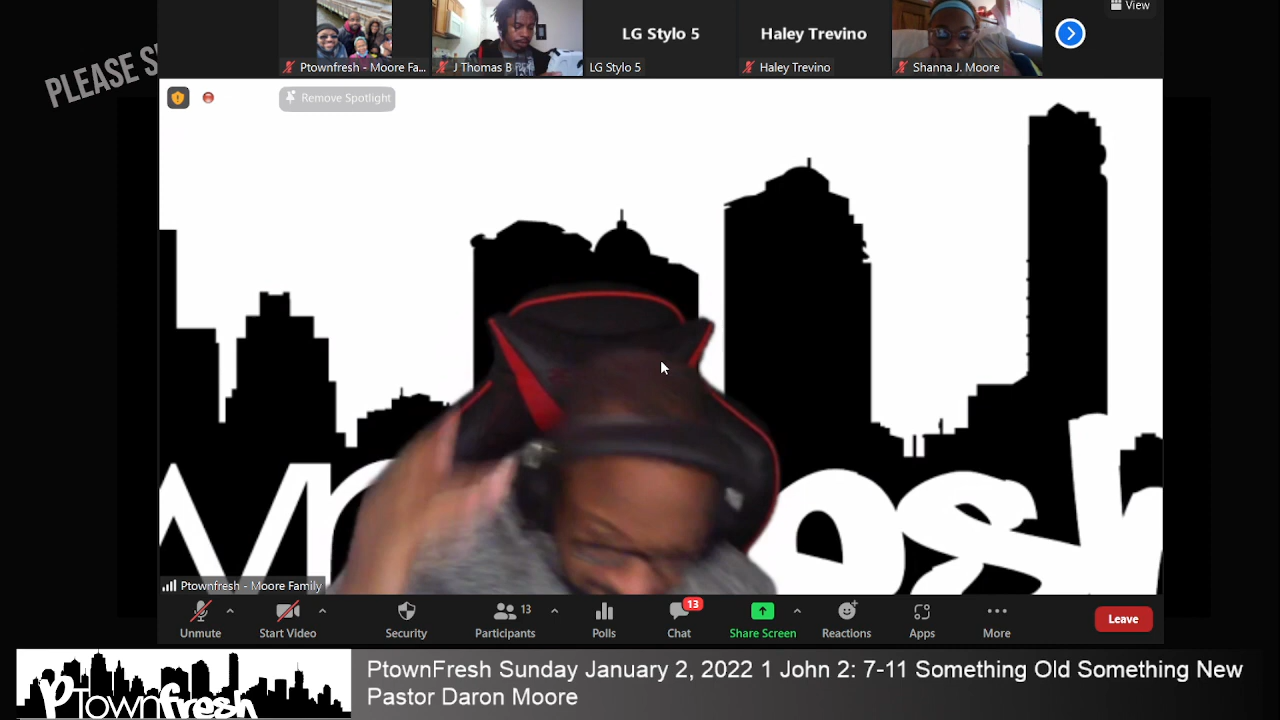 PLEASE S
View
LG Stylo 5
Haley Trevino
Ptownfresh - Moore Fa...
J Thomas B
LG Stylo 5
Haley Trevino
Shanna J. Moore
Remove Spotlight
wn esh
Ptownfresh - Moore Family
13
13
Unmute
Start Video
Security
Participants
Polls
Chat
Share Screen
Reactions
Apps
More
Leave
PTownfresh
PtownFresh Sunday January 2, 2022 1 John 2: 7-11 Something Old Something New
Pastor Daron Moore